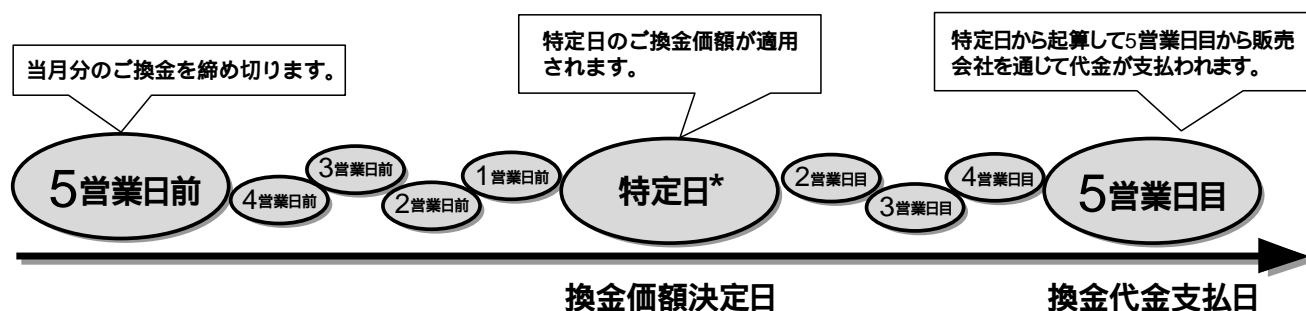 当月分のご換金を締め切ります。
特定日のご換金価額が適用
されます。
特定日から起算して5営業日目から販売
会社を通じて代金が支払われます。
5営業日前
4営業日前
3営業日前
2営業日前
1営業日前
特定日*
2営業日目
3営業日目
4営業日目
5営業日目
換金価額決定日
換金代金支払日